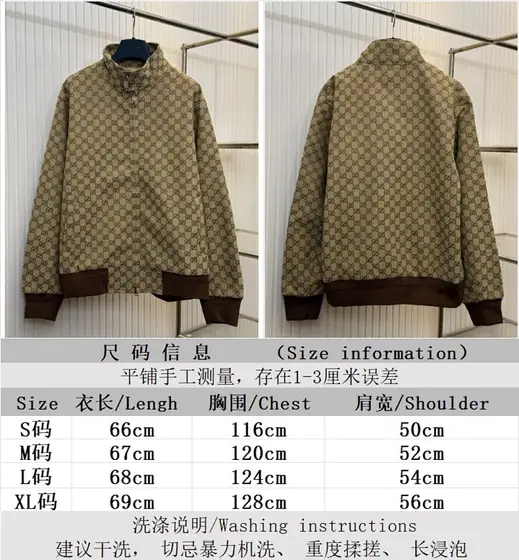 尺码信息 (Size information)
平铺手工测量，存在1-3厘米误差
Size 衣长/Lengh 胸围/Chest 肩宽/Shoulder
S码 66cm 116cm 50cm
M码 67cm 120cm 52cm
L码 68cm 124cm 54cm
XL码 69cm 128cm 56cm
洗涤说明/Washing instructions
建议干洗，切忌暴力机洗、重度揉搓、长浸泡